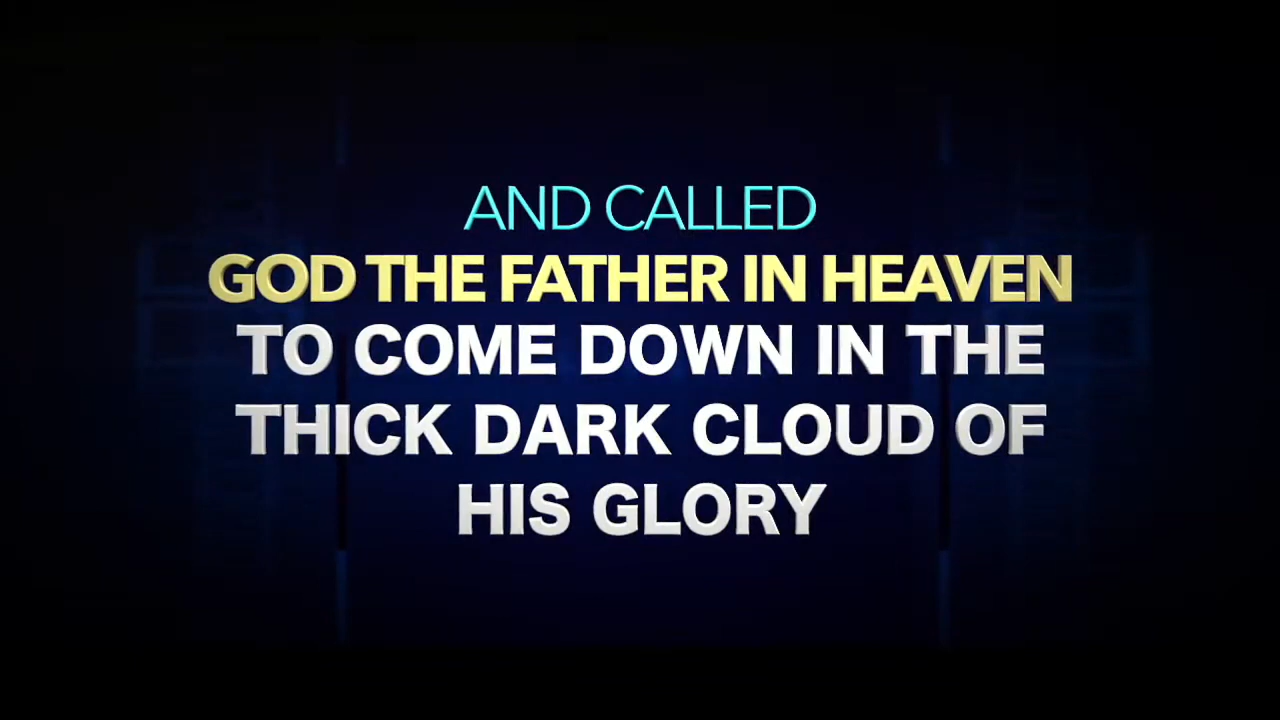 AND CALLED
GOD THE FATHER IN HEAVEN
TO COME DOWN IN THE
THICK DARK CLOUD OF
HIS GLORY